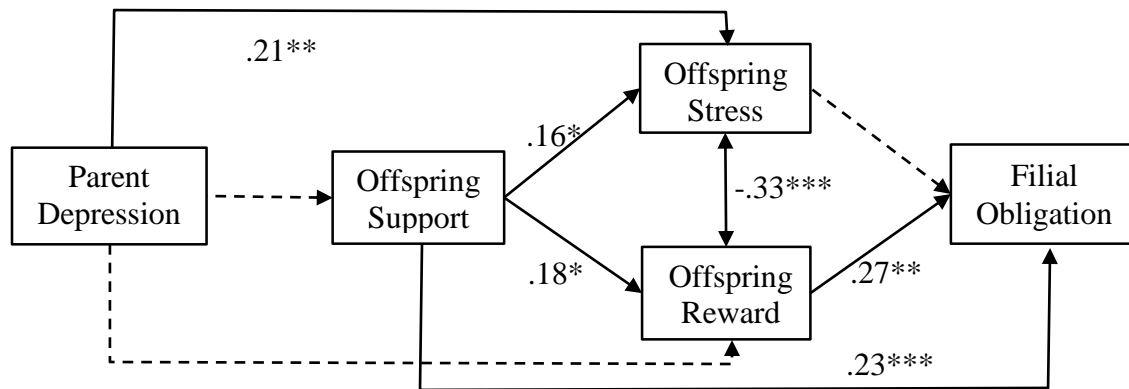 .21**
Offspring
Stress
.16*
Parent
Depression
Offspring
Support
-.33***
Filial
Obligation
.18*
Offspring
Reward
.27**
.23***